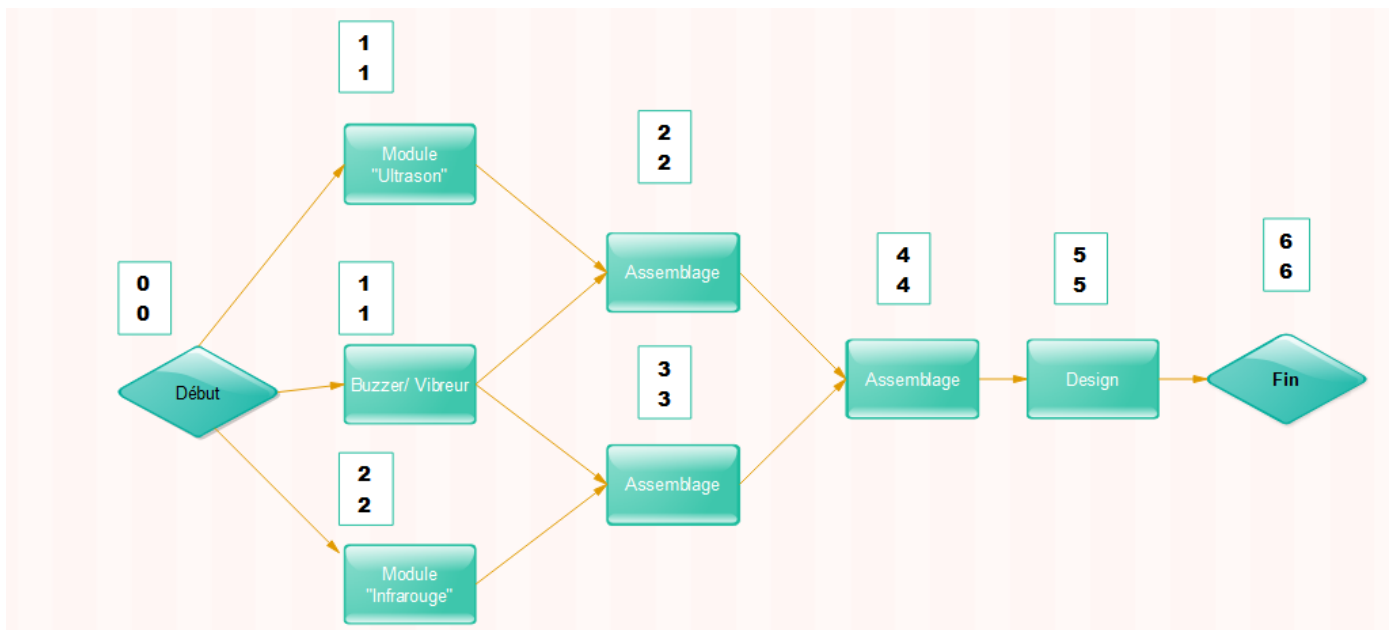 1
1
Module
"Ultrason"
2
2
Assemblage
0
0
Début
1
1
Buzzer/ Vibreur
3
3
Assemblage
2
2
Module
"Infrarouge"
4
4
Assemblage
5
5
Design
6
6
Fin